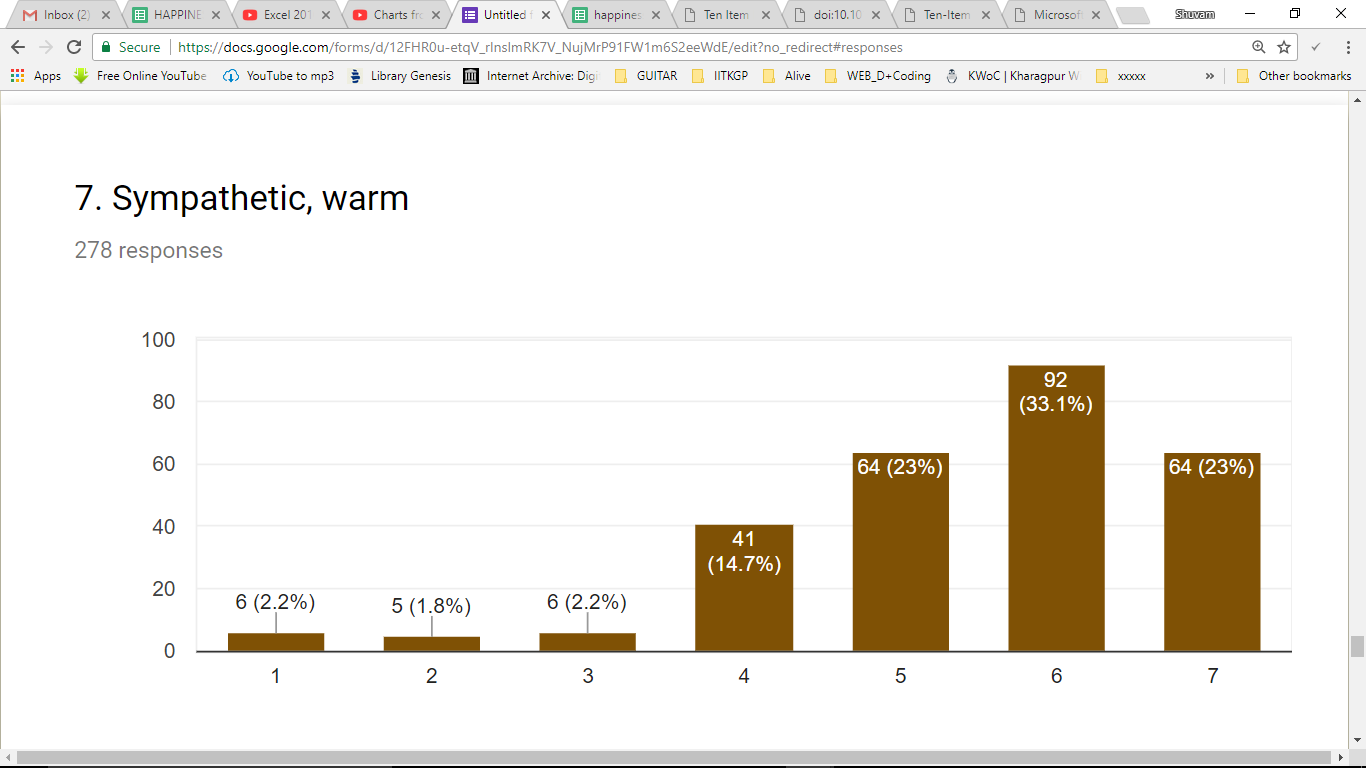 Inbox (2)
HAPPINE
Excel 201
Charts fro
Untitled f
happines
Ten Item
doi:10.10
Ten-Item
Microsoft
Shuvam
Secure
https://docs.google.com/forms/d/12FHR0u-etqV_rlnslmRK7V_NujMrP91FW1m6S2eeWdE/edit?no_redirect#responses
Apps
Free Online YouTube
YouTube to mp3
Library Genesis
Internet Archive: Digi
GUITAR
IITKGP
Alive
WEB_D+Coding
KWoC | Kharagpur W
xxxxx
»
Other bookmarks
7. Sympathetic, warm
278 responses
100
80
60
40
20
0
6 (2.2%)
5 (1.8%)
6 (2.2%)
41
(14.7%)
64 (23%)
92
(33.1%)
64 (23%)
1
2
3
4
5
6
7